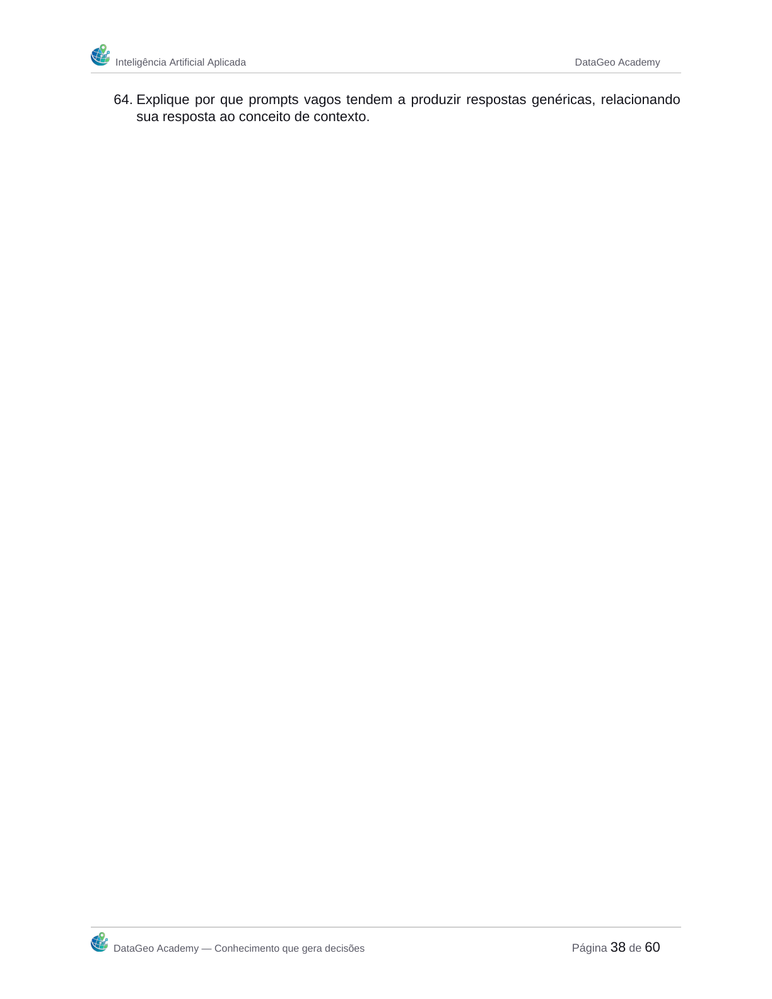 Inteligência Artificial Aplicada DataGeo Academy
64. Explique por que prompts vagos tendem a produzir respostas genéricas, relacionando
sua resposta ao conceito de contexto.
DataGeo Academy — Conhecimento que gera decisões Página 38 de 60